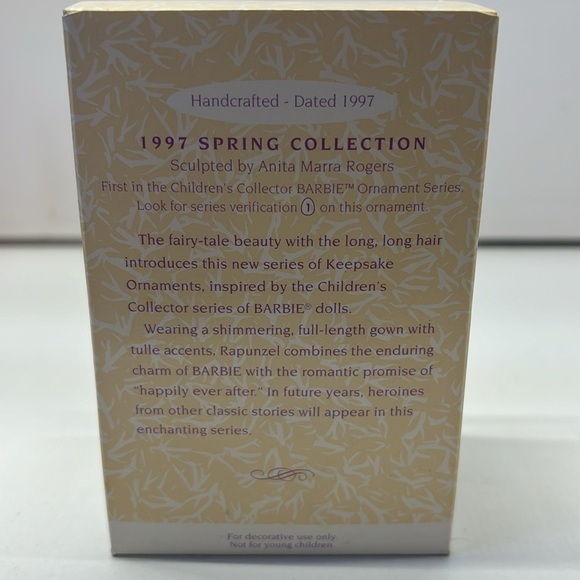 Handcrafted - Dated 1997
1997 SPRING COLLECTION
Sculpted by Anita Marra Rogers
First in the Children's Collector BARBIE™ Ornament Series.
Look for series verification ① on this ornament.
The fairy-tale beauty with the long, long hair
introduces this new series of Keepsake
Ornaments, inspired by the Children's
Collector series of BARBIE® dolls.
Wearing a shimmering, full-length gown with
tulle accents, Rapunzel combines the enduring
charm of BARBIE with the romantic promise of
"happily ever after." In future years, heroines
from other classic stories will appear in this
enchanting series.
For decorative use only.
Not for young children.